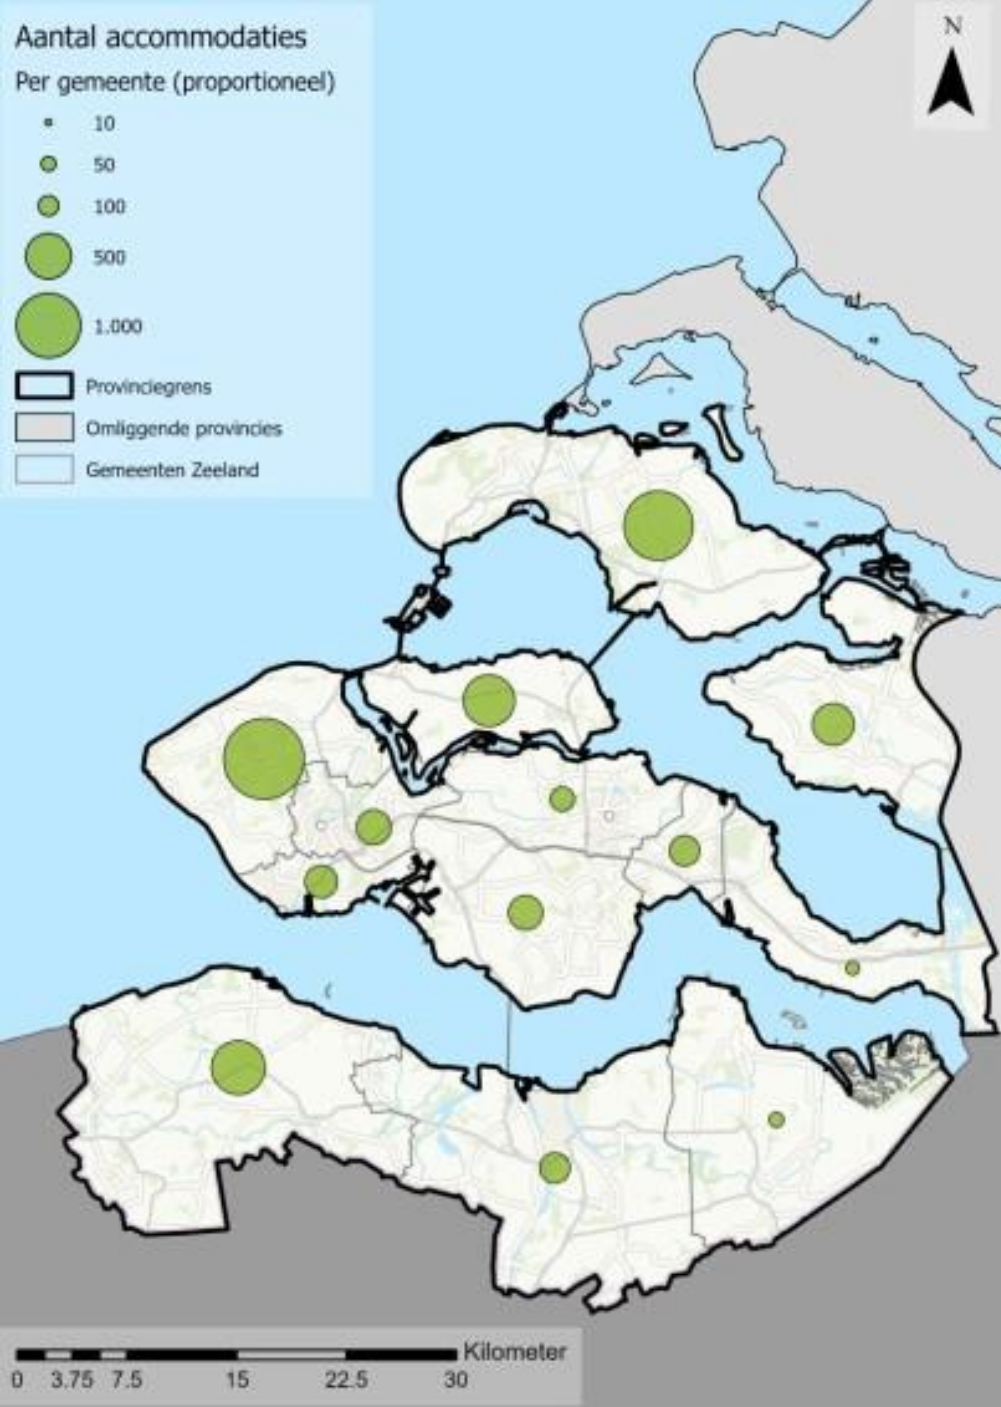 Aantal accommodaties
Per gemeente (proportioneel)
10
50
100
500
1.000
Provinciegrens
Omliggende provincies
Gemeenten Zeeland
N
Kilometer
0 3.75 7.5 15 22.5 30